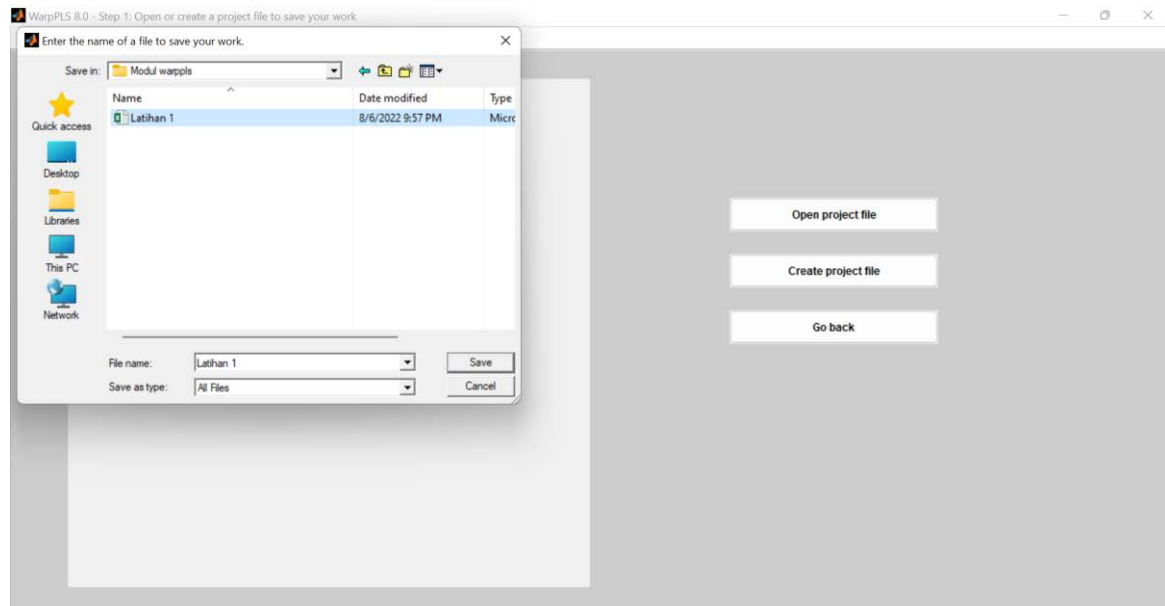 WarpPLS 8.0 - Step 1: Open or create a project file to save your work
Enter the name of a file to save your work.
Save in: Modul warppls
Name Date modified Type
Latihan 1 8/6/2022 9:57 PM Micro
Quick access
Desktop
Libraries
This PC
Network
File name: Latihan 1 Save
Save as type: All Files Cancel
Open project file
Create project file
Go back